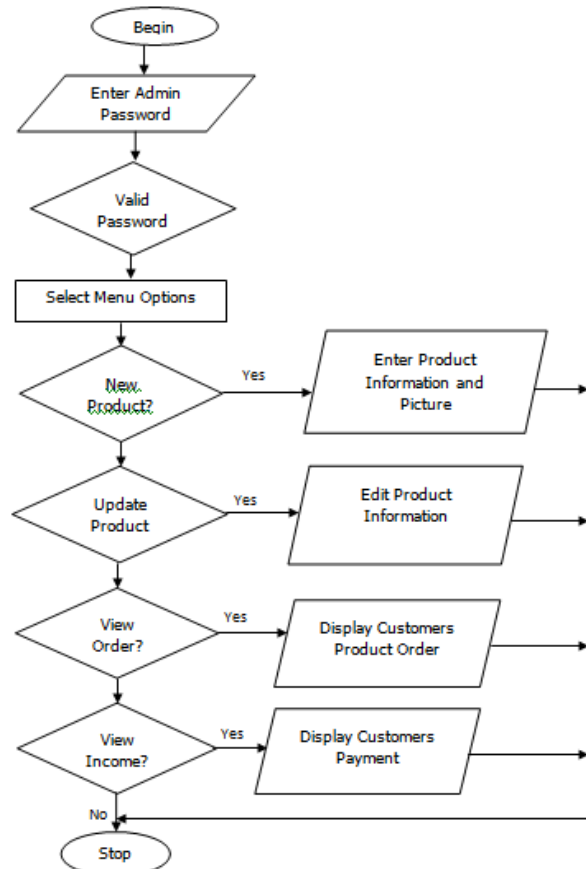 Begin
Enter Admin
Password
Valid
Password
Select Menu Options
New
Product?
Yes
Enter Product
Information and
Picture
Update
Product
Yes
Edit Product
Information
View
Order?
Yes
Display Customers
Product Order
View
Income?
Yes
Display Customers
Payment
No
Stop